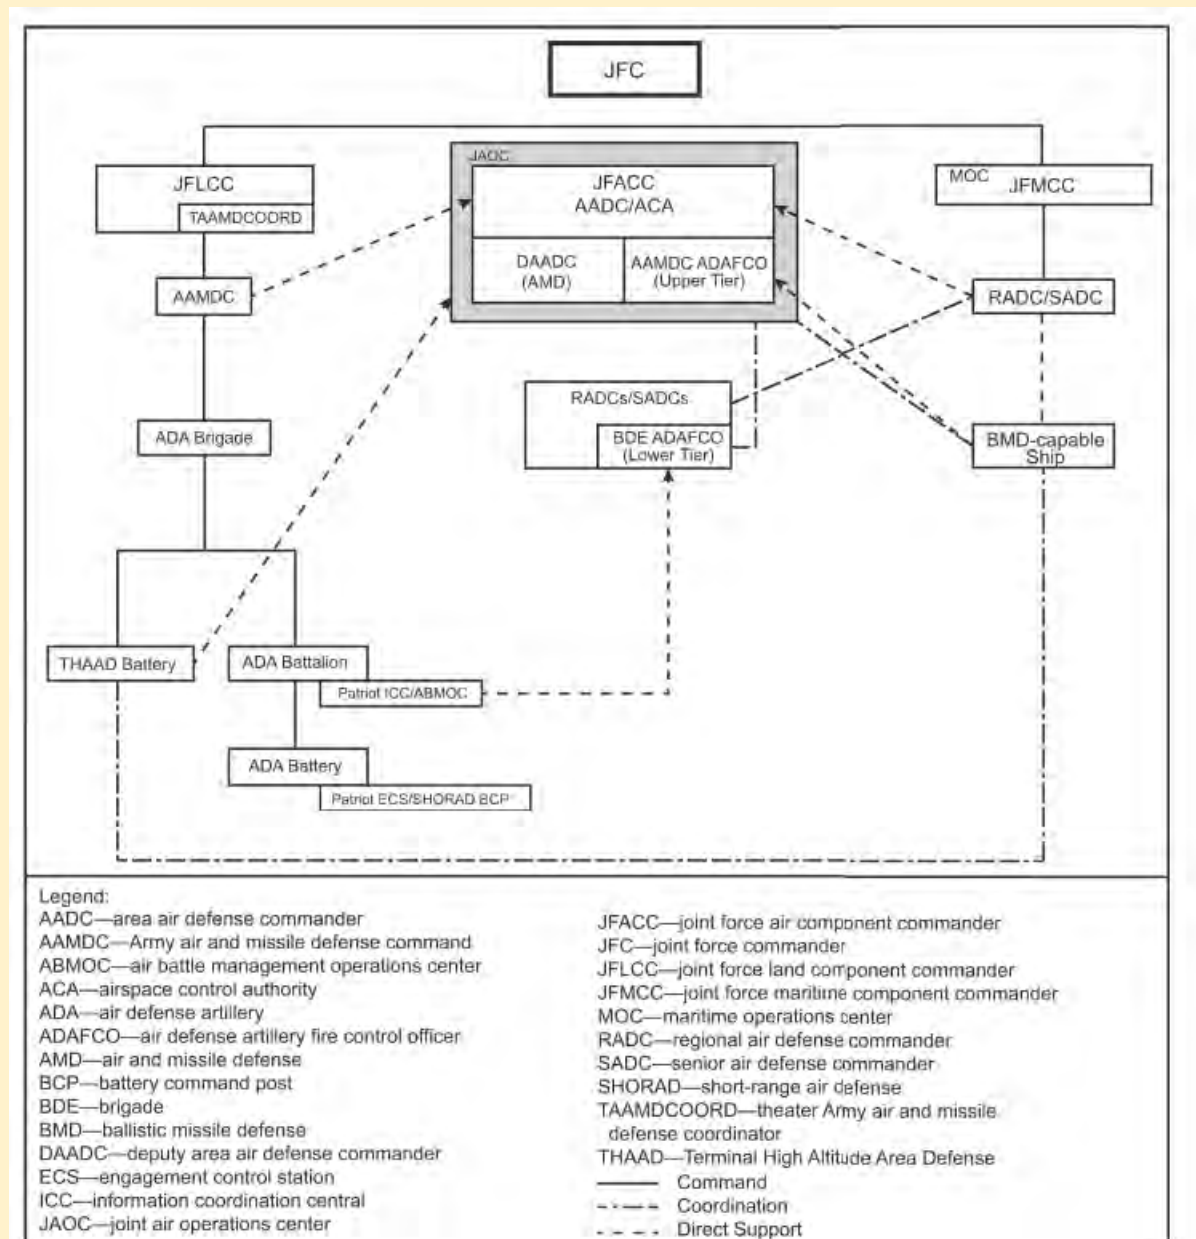 JFC
JAOC
JFLCC
TAAMDCOORD
JFACC
AADC/ACA
MOC
JFMCC
DAADC
(AMD)
AAMDC ADAFCO
(Upper Tier)
AAMDC
RADC/SADC
RADCs/SADCs
BDE ADAFCO
(Lower Tier)
ADA Brigade
BMD-capable
Ship
THAAD Battery
ADA Battalion
Patriot ICC/ABMOC
ADA Battery
Patriot ECS/SHORAD BCP
Legend:
AADC—area air defense commander
AAMDC—Army air and missile defense command
ABMOC—air battle management operations center
ACA—airspace control authority
ADA—air defense artillery
ADAFCO—air defense artillery fire control officer
AMD—air and missile defense
BCP—battery command post
BDE—brigade
BMD—ballistic missile defense
DAADC—deputy area air defense commander
ECS—engagement control station
ICC—information coordination central
JAOC—joint air operations center
JFACC—joint force air component commander
JFC—joint force commander
JFLCC—joint force land component commander
JFMCC—joint force maritime component commander
MOC—maritime operations center
RADC—regional air defense commander
SADC—senior air defense commander
SHORAD—short-range air defense
TAAMDCOORD—theater Army air and missile
defense coordinator
THAAD—Terminal High Altitude Area Defense
Command
Coordination
Direct Support